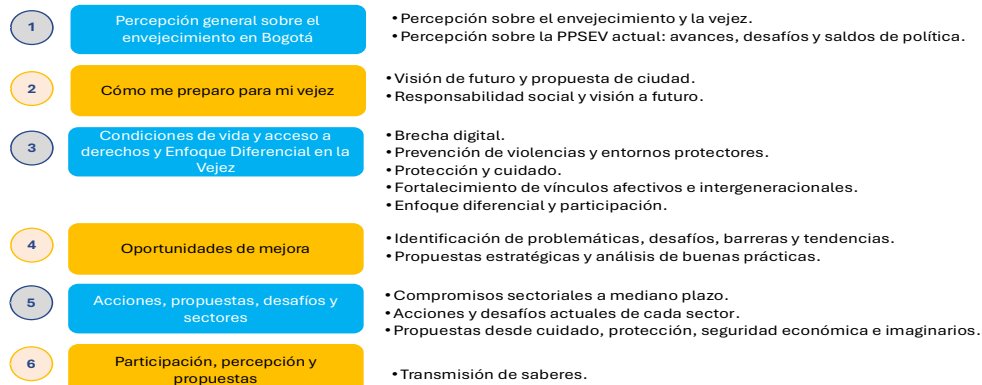 1
Percepción general sobre el
envejecimiento en Bogotá
•Percepción sobre el envejecimiento y la vejez.
•Percepción sobre la PPSEV actual: avances, desafíos y saldos de política.
2
Cómo me preparo para mi vejez
•Visión de futuro y propuesta de ciudad.
•Responsabilidad social y visión a futuro.
3
Condiciones de vida y acceso a
derechos y Enfoque Diferencial en la
Vejez
•Brecha digital.
•Prevención de violencias y entornos protectores.
•Protección y cuidado.
•Fortalecimiento de vínculos afectivos e intergeneracionales.
•Enfoque diferencial y participación.
4
Oportunidades de mejora
•Identificación de problemáticas, desafíos, barreras y tendencias.
•Propuestas estratégicas y análisis de buenas prácticas.
5
Acciones, propuestas, desafíos y
sectores
•Compromisos sectoriales a mediano plazo.
•Acciones y desafíos actuales de cada sector.
•Propuestas desde cuidado, protección, seguridad económica e imaginarios.
6
Participación, percepción y
propuestas
•Transmisión de saberes.